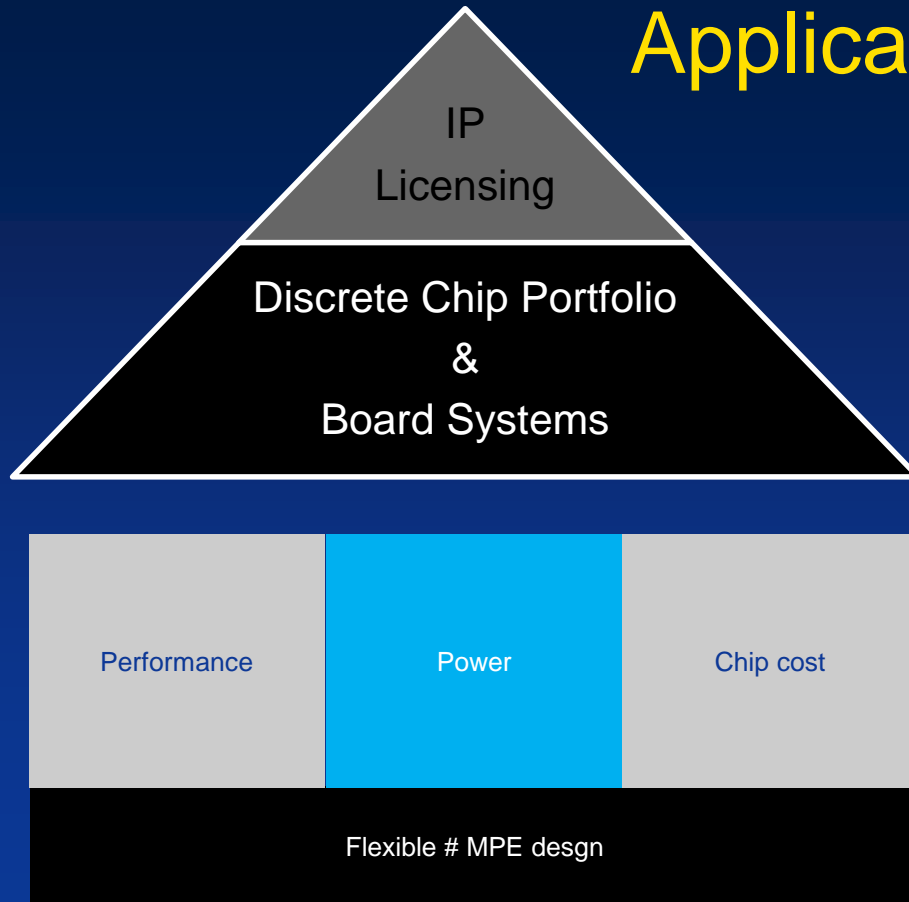 Applica
IP
Licensing
Discrete Chip Portfolio
&
Board Systems
Performance
Power
Chip cost
Flexible # MPE desgn